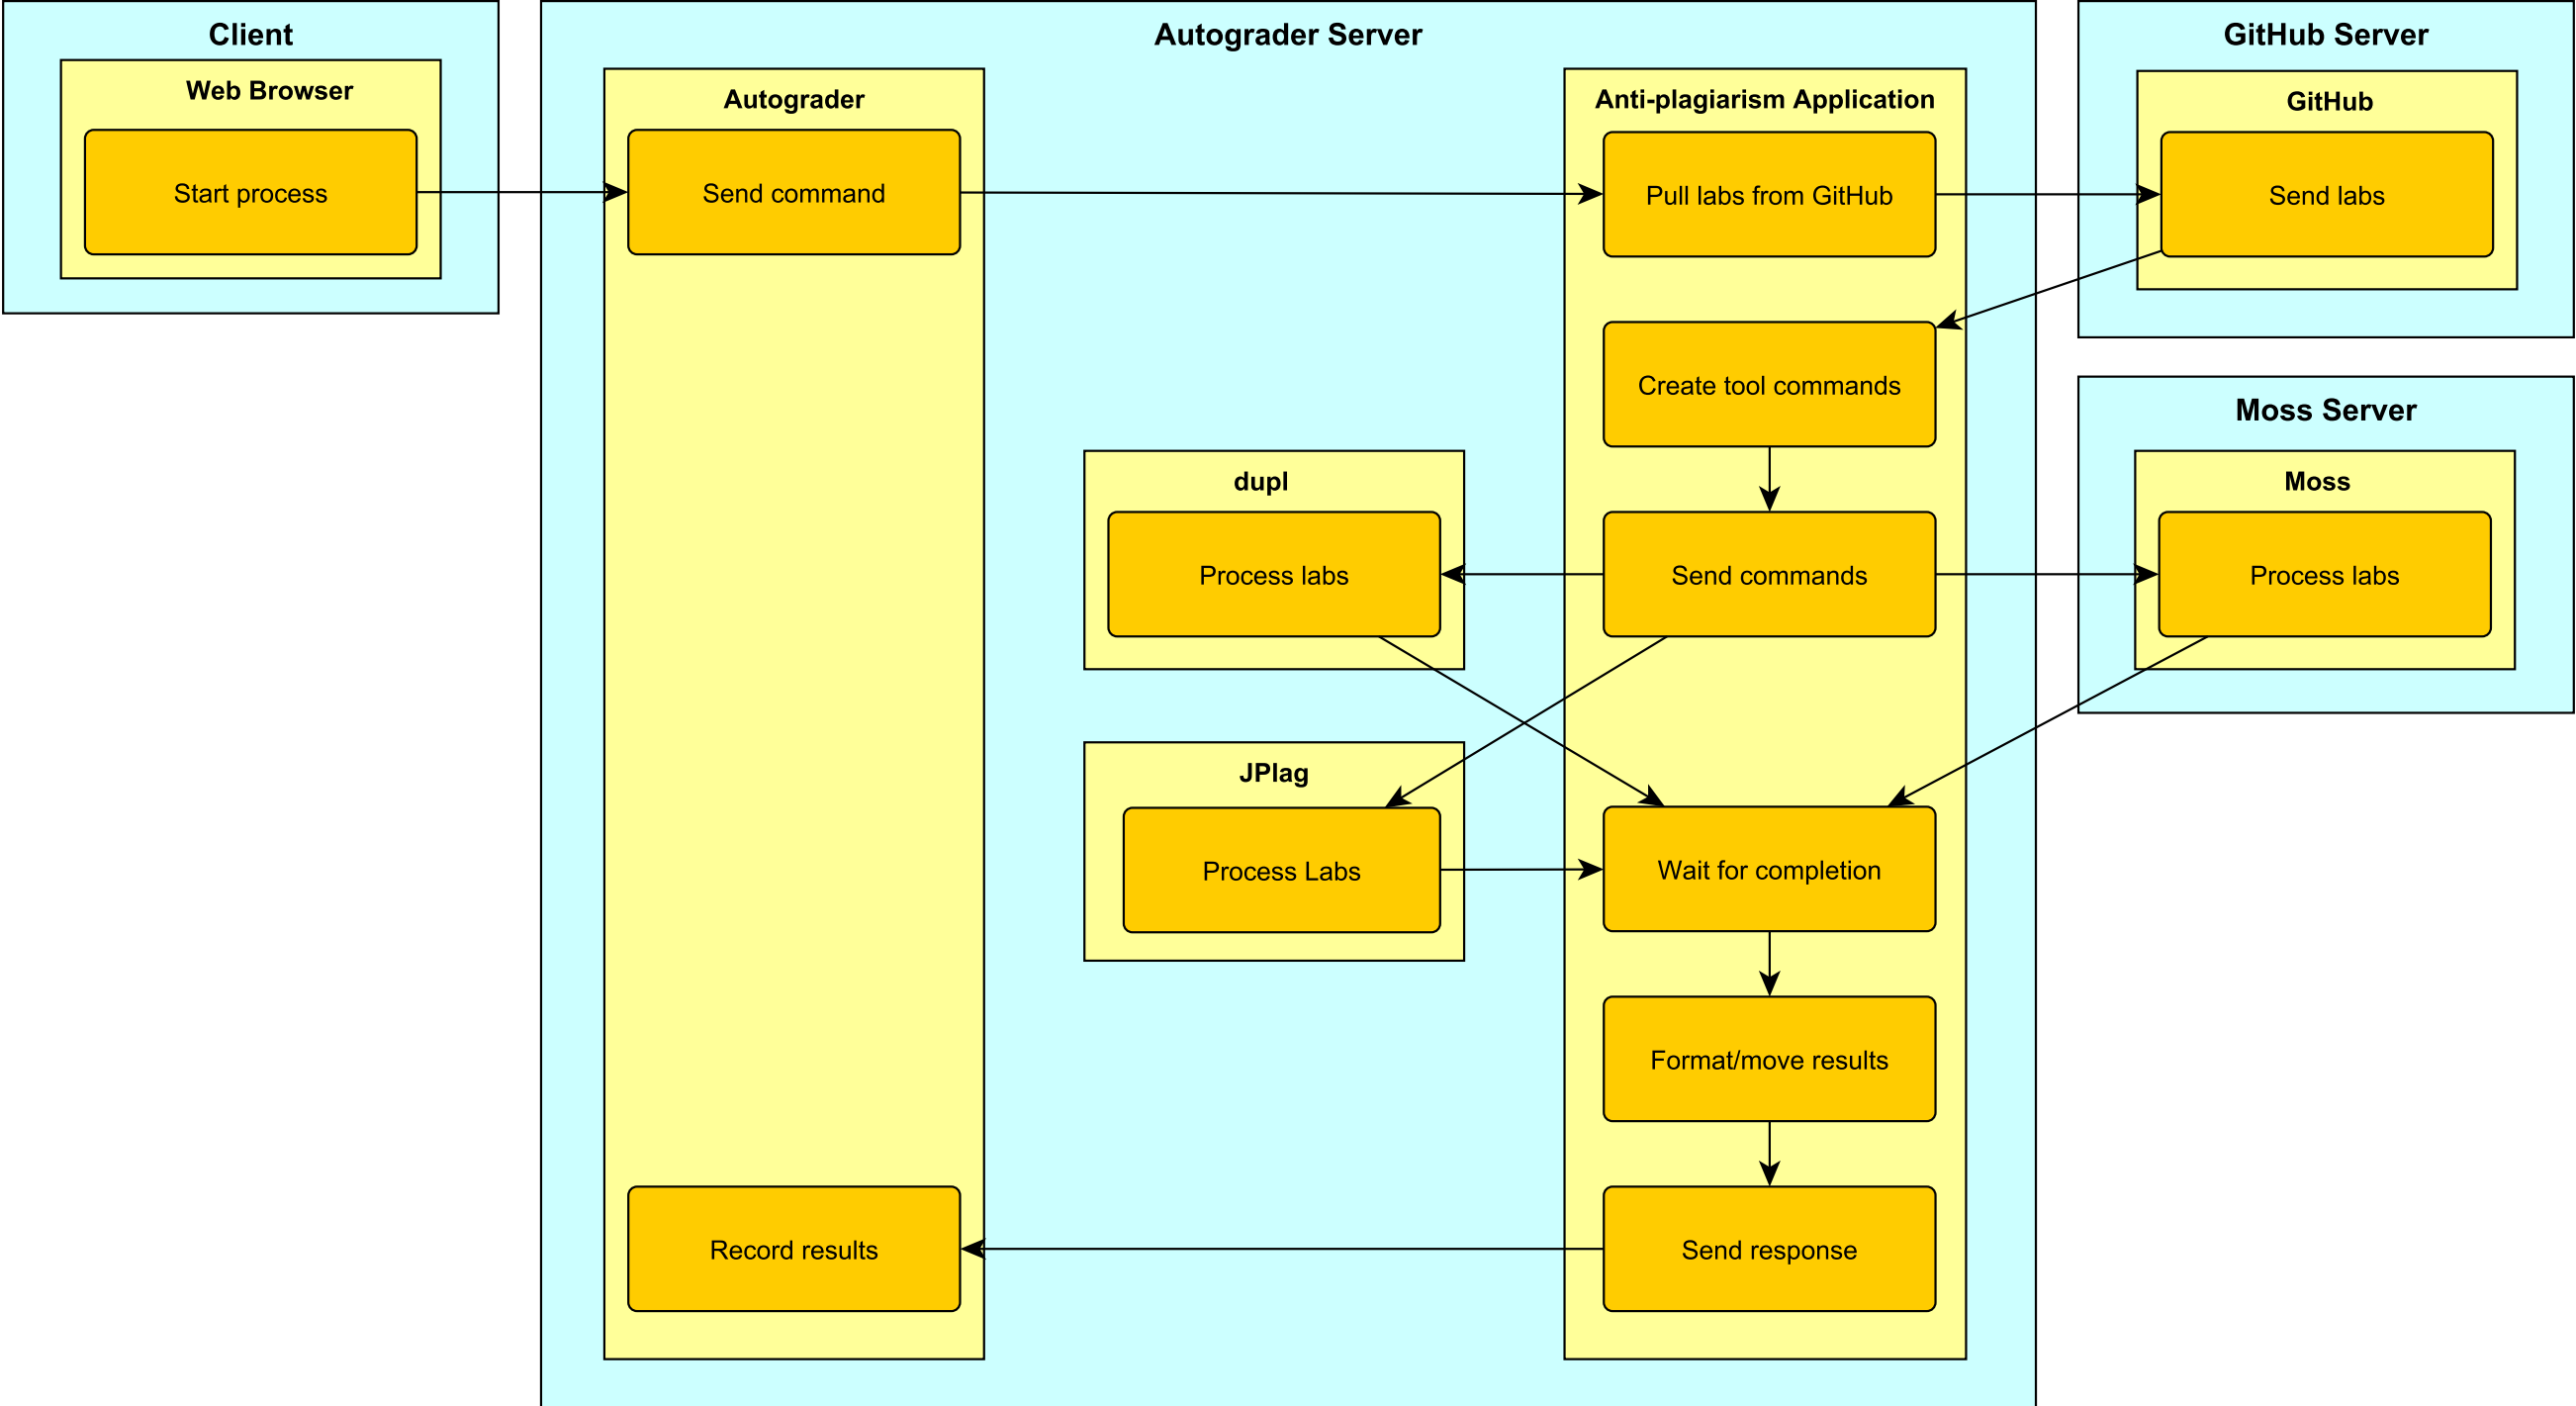 Client
Web Browser
Start process
Autograder Server
Autograder
Send command
Record results
dupl
Process labs
JPlag
Process Labs
Anti-plagiarism Application
Pull labs from GitHub
Create tool commands
Send commands
Wait for completion
Format/move results
Send response
GitHub Server
GitHub
Send labs
Moss Server
Moss
Process labs